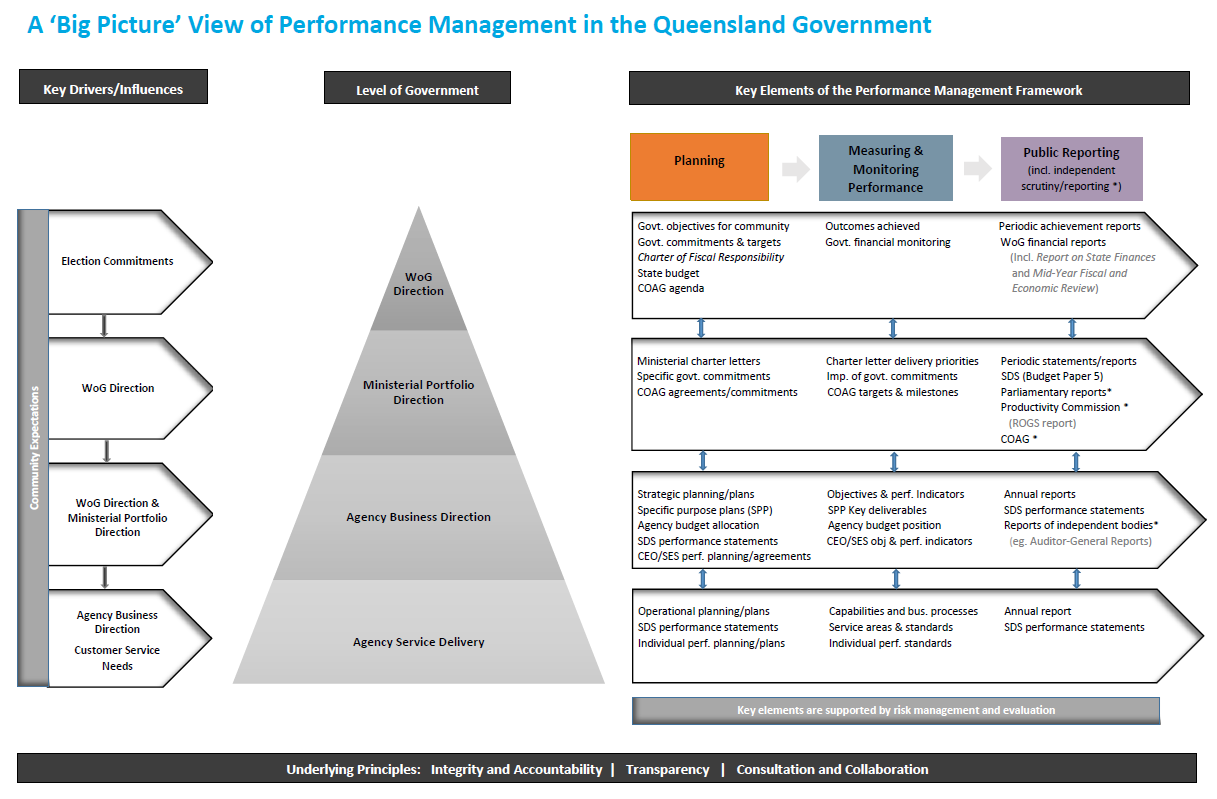 A ‘Big Picture’ View of Performance Management in the Queensland Government
Key Drivers/Influences
Level of Government
Key Elements of the Performance Management Framework
Planning
Measuring &
Monitoring
Performance
Public Reporting
(incl. independent
scrutiny/reporting *)
Community Expectations
Election Commitments
WoG Direction
WoG Direction &
Ministerial Portfolio
Direction
Agency Business
Direction
Customer Service
Needs
WoG
Direction
Ministerial Portfolio
Direction
Agency Business Direction
Agency Service Delivery
Govt. objectives for community
Govt. commitments & targets
Charter of Fiscal Responsibility
State budget
COAG agenda
Outcomes achieved
Govt. financial monitoring
Periodic achievement reports
WoG financial reports
(Incl. Report on State Finances
and Mid-Year Fiscal and
Economic Review)
Ministerial charter letters
Specific govt. commitments
COAG agreements/commitments
Charter letter delivery priorities
Imp. of govt. commitments
COAG targets & milestones
Periodic statements/reports
SDS (Budget Paper 5)
Parliamentary reports*
Productivity Commission *
(ROGS report)
COAG *
Strategic planning/plans
Specific purpose plans (SPP)
Agency budget allocation
SDS performance statements
CEO/SES perf. planning/agreements
Objectives & perf. Indicators
SPP Key deliverables
Agency budget position
CEO/SES obj & perf. indicators
Annual reports
SDS performance statements
Reports of independent bodies*
(eg. Auditor-General Reports)
Operational planning/plans
SDS performance statements
Individual perf. planning/plans
Capabilities and bus. processes
Service areas & standards
Individual perf. standards
Annual report
SDS performance statements
Key elements are supported by risk management and evaluation
Underlying Principles: Integrity and Accountability | Transparency | Consultation and Collaboration